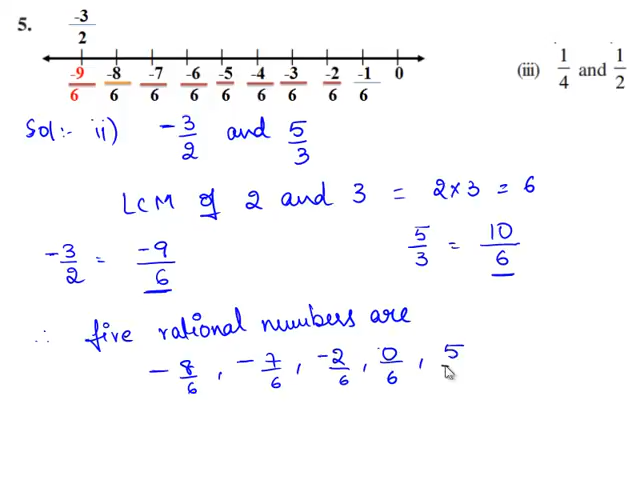 5. -3/2
-9/6 -8/6 -7/6 -6/6 -5/6 -4/6 -3/6 -2/6 -1/6 0
(iii) 1/4 and 1/2
Sol:- ii) -3/2 and 5/3
LCM of 2 and 3 = 2×3 = 6
-3/2 = -9/6 5/3 = 10/6
∴ five rational numbers are
-8/6, -7/6, -2/6, 0/6, 5